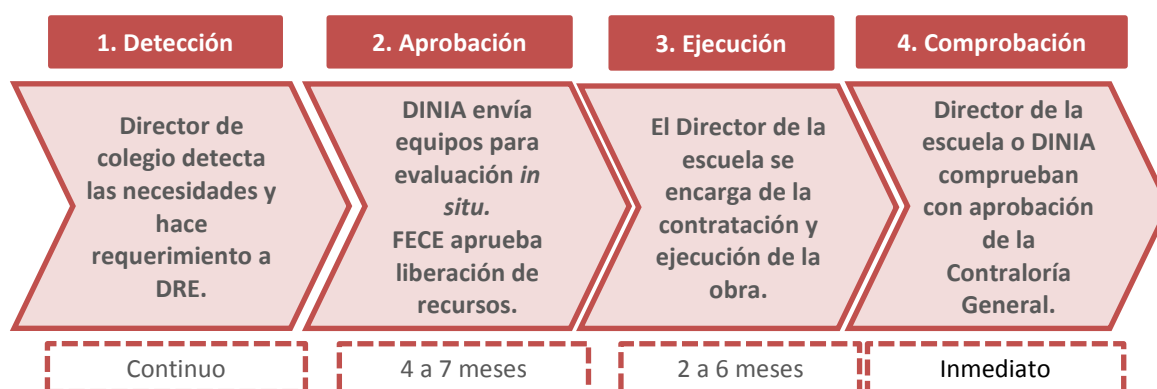 1. Detección
2. Aprobación
3. Ejecución
4. Comprobación
Director de
colegio detecta
las necesidades y
hace
requerimiento a
DRE.
DINIA envía
equipos para
evaluación in
situ.
FECE aprueba
liberación de
recursos.
El Director de la
escuela se
encarga de la
contratación y
ejecución de la
obra.
Director de la
escuela o DINIA
comprueban
con aprobación
de la
Contraloría
General.
Continuo
4 a 7 meses
2 a 6 meses
Inmediato